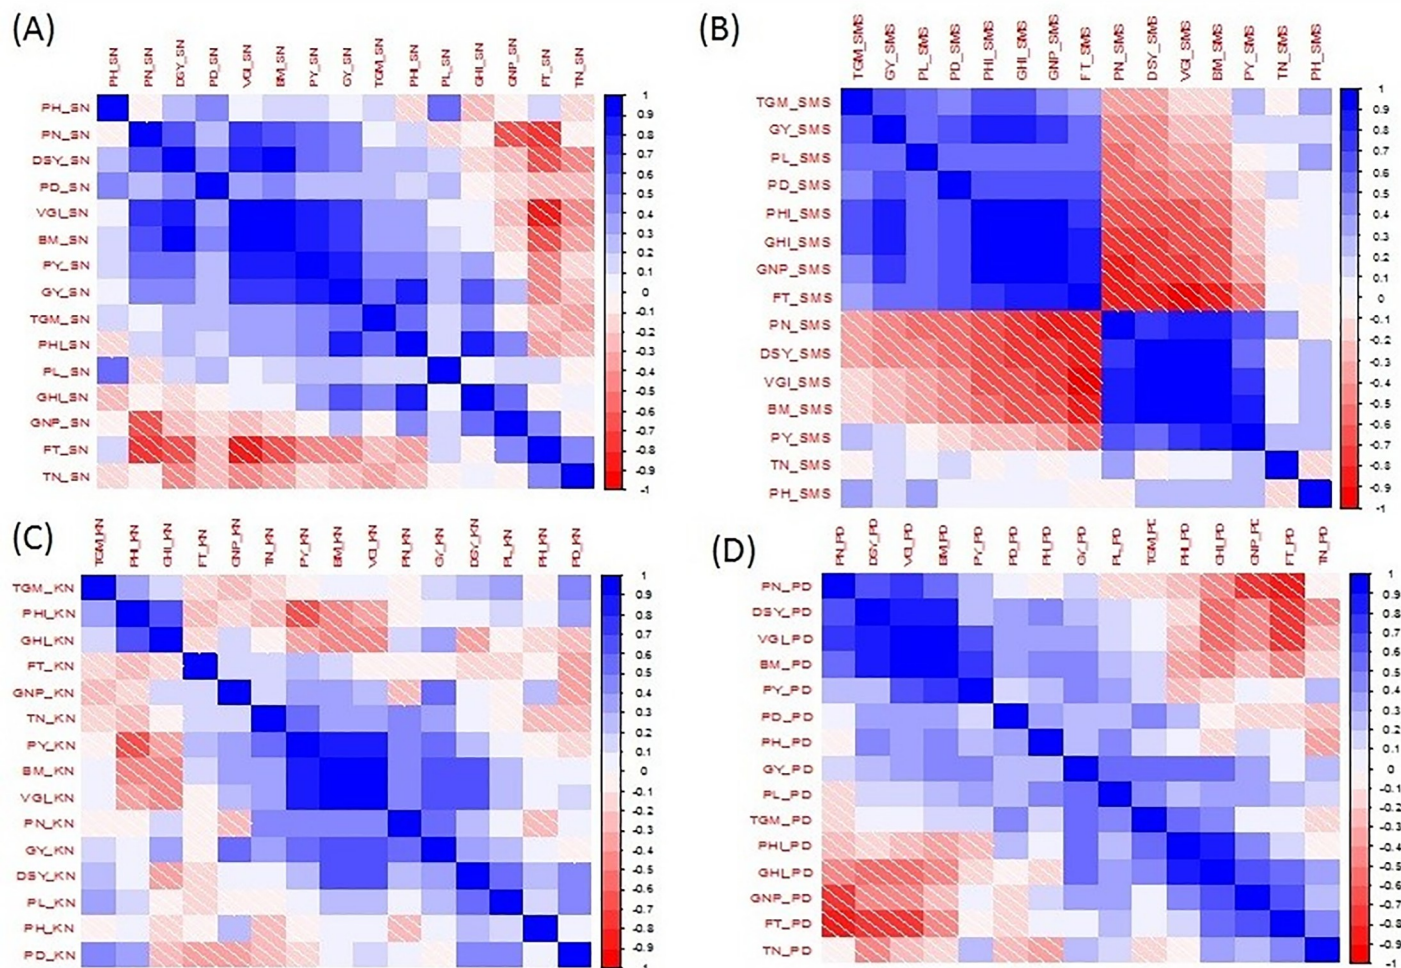 (A)
PH_SN PN_SN DSY_SN PD_SN VGI_SN BM_SN PY_SN GY_SN TGM_SN PHI_SN PL_SN GHI_SN GNP_SN FT_SN TN_SN
PH_SN
PN_SN
DSY_SN
PD_SN
VGI_SN
BM_SN
PY_SN
GY_SN
TGM_SN
PHI_SN
PL_SN
GHI_SN
GNP_SN
FT_SN
TN_SN
1
0.9
0.8
0.7
0.6
0.5
0.4
0.3
0.2
0.1
0
-0.1
-0.2
-0.3
-0.4
-0.5
-0.6
-0.7
-0.8
-0.9
-1
(B)
TGM_SMS GY_SMS PL_SMS PD_SMS PHI_SMS GHI_SMS GNP_SMS FT_SMS PN_SMS DSY_SMS VGI_SMS BM_SMS PY_SMS TN_SMS PH_SMS
TGM_SMS
GY_SMS
PL_SMS
PD_SMS
PHI_SMS
GHI_SMS
GNP_SMS
FT_SMS
PN_SMS
DSY_SMS
VGI_SMS
BM_SMS
PY_SMS
TN_SMS
PH_SMS
1
0.9
0.8
0.7
0.6
0.5
0.4
0.3
0.2
0.1
0
-0.1
-0.2
-0.3
-0.4
-0.5
-0.6
-0.7
-0.8
-0.9
-1
(C)
TGM_KN PHI_KN GHI_KN FT_KN GNP_KN TN_KN PY_KN BM_KN VGI_KN PN_KN GY_KN DSY_KN PL_KN PH_KN PD_KN
TGM_KN
PHI_KN
GHI_KN
FT_KN
GNP_KN
TN_KN
PY_KN
BM_KN
VGI_KN
PN_KN
GY_KN
DSY_KN
PL_KN
PH_KN
PD_KN
1
0.9
0.8
0.7
0.6
0.5
0.4
0.3
0.2
0.1
0
-0.1
-0.2
-0.3
-0.4
-0.5
-0.6
-0.7
-0.8
-0.9
-1
(D)
PN_PD DSY_PD VGI_PD BM_PD PY_PD PD_PD PH_PD GY_PD PL_PD TGM_PD PHI_PD GHI_PD GNP_PD FT_PD TN_PD
PN_PD
DSY_PD
VGI_PD
BM_PD
PY_PD
PD_PD
PH_PD
GY_PD
PL_PD
TGM_PD
PHI_PD
GHI_PD
GNP_PD
FT_PD
TN_PD
1
0.9
0.8
0.7
0.6
0.5
0.4
0.3
0.2
0.1
0
-0.1
-0.2
-0.3
-0.4
-0.5
-0.6
-0.7
-0.8
-0.9
-1